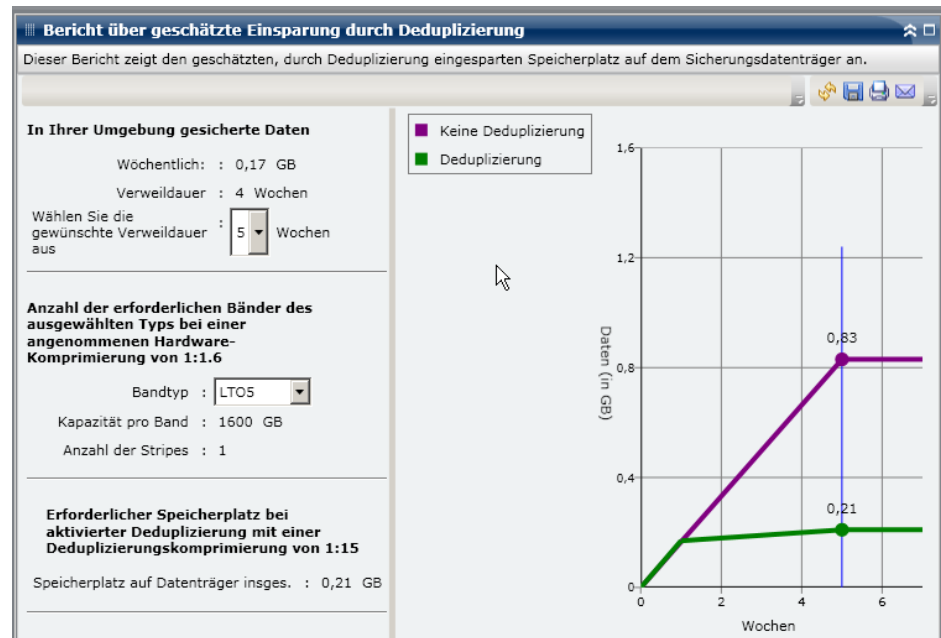 Bericht über geschätzte Einsparung durch Deduplizierung
Dieser Bericht zeigt den geschätzten, durch Deduplizierung eingesparten Speicherplatz auf dem Sicherungsdatenträger an.
In Ihrer Umgebung gesicherte Daten
Wöchentlich: : 0,17 GB
Verweildauer : 4 Wochen
Wählen Sie die
gewünschte Verweildauer : 5 Wochen
aus
Anzahl der erforderlichen Bänder des
ausgewählten Typs bei einer
angenommenen Hardware-
Komprimierung von 1:1.6
Bandtyp : LTO5
Kapazität pro Band : 1600 GB
Anzahl der Stripes : 1
Erforderlicher Speicherplatz bei
aktivierter Deduplizierung mit einer
Deduplizierungskomprimierung von 1:15
Speicherplatz auf Datenträger insges. : 0,21 GB
Keine Deduplizierung
Deduplizierung
1,6
1,2
0,8
0,4
0
Daten (in GB)
0,83
0,21
0 2 4 6
Wochen